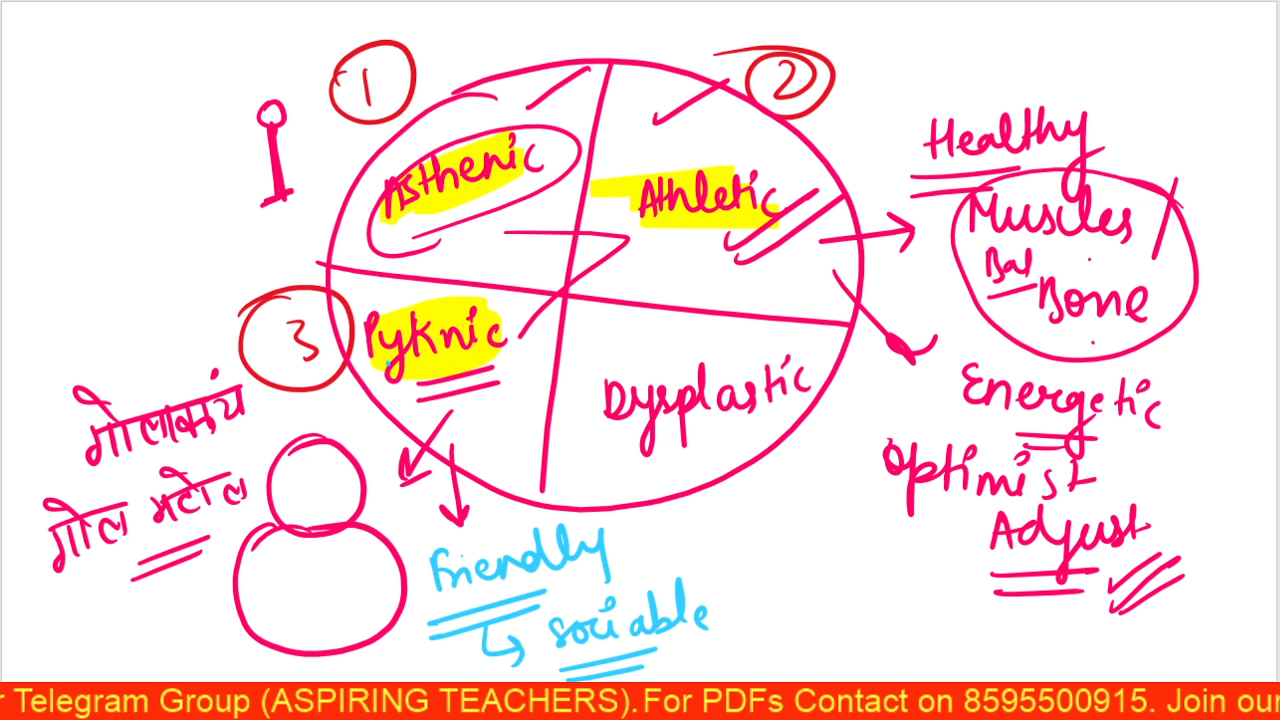 1
2
Asthenic
Athletic
Healthy
Muscles
Bal
Bone
3
Pyknic
Dysplastic
Energetic
Optimist
Adjust
गोलाकाय
गोल मटोल
Friendly
sociable
r Telegram Group (ASPIRING TEACHERS).For PDFs Contact on 8595500915. Join our